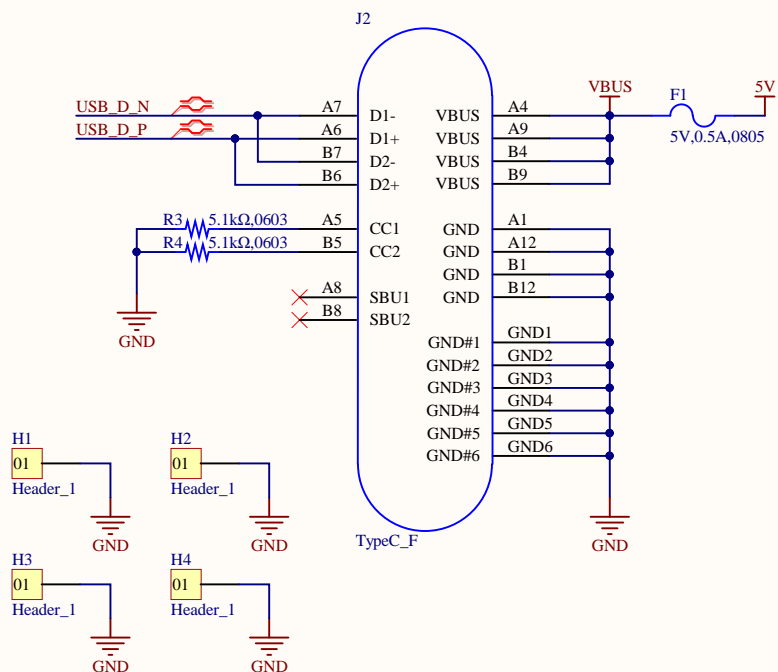 J2
VBUS
F1
5V
USB_D_N
A7
D1-
VBUS
A4
5V,0.5A,0805
USB_D_P
A6
D1+
VBUS
A9
B7
D2-
VBUS
B4
B6
D2+
VBUS
B9
R3
5.1kΩ,0603
A5
CC1
GND
A1
R4
5.1kΩ,0603
B5
CC2
GND
A12
GND
B1
A8
SBU1
GND
B12
B8
SBU2
GND
GND#1
GND1
GND#2
GND2
GND#3
GND3
GND#4
GND4
GND#5
GND5
GND#6
GND6
H1
01
Header_1
GND
H2
01
Header_1
GND
TypeC_F
GND
H3
01
Header_1
GND
H4
01
Header_1
GND